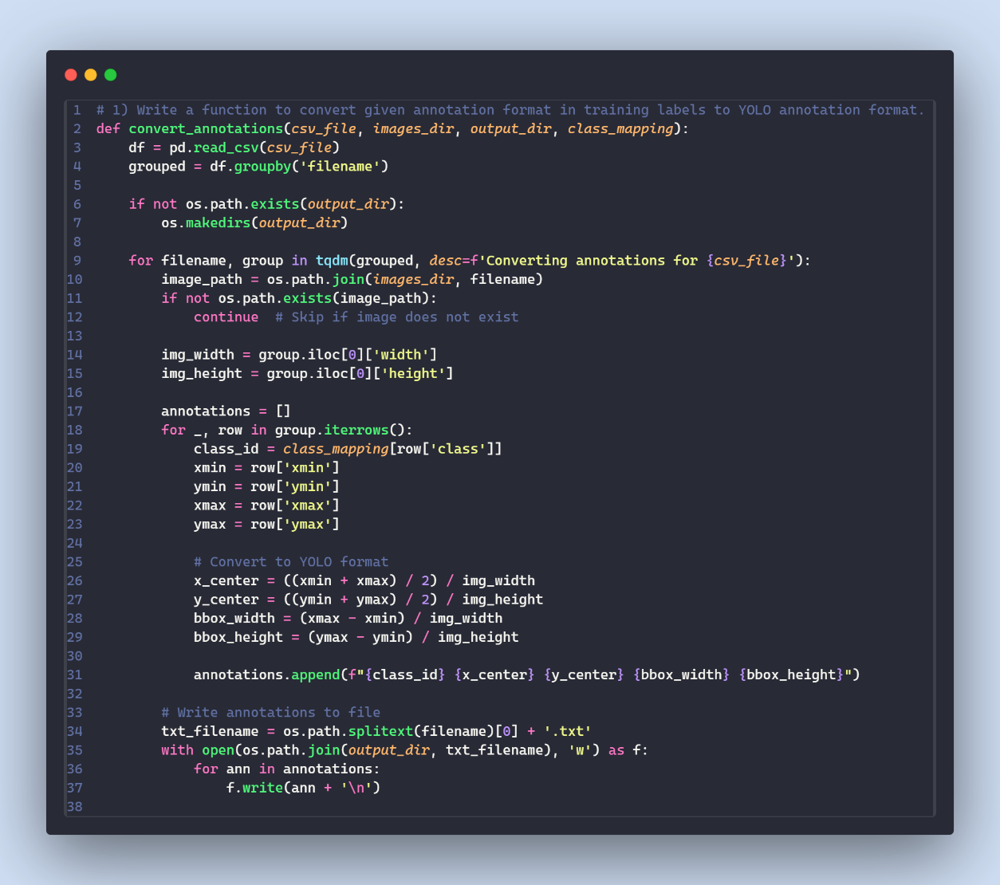 1 # 1) Write a function to convert given annotation format in training labels to YOLO annotation format.
2 def convert_annotations(csv_file, images_dir, output_dir, class_mapping):
3     df = pd.read_csv(csv_file)
4     grouped = df.groupby('filename')
5
6     if not os.path.exists(output_dir):
7         os.makedirs(output_dir)
8
9     for filename, group in tqdm(grouped, desc=f'Converting annotations for {csv_file}'):
10         image_path = os.path.join(images_dir, filename)
11         if not os.path.exists(image_path):
12             continue  # Skip if image does not exist
13
14         img_width = group.iloc[0]['width']
15         img_height = group.iloc[0]['height']
16
17         annotations = []
18         for _, row in group.iterrows():
19             class_id = class_mapping[row['class']]
20             xmin = row['xmin']
21             ymin = row['ymin']
22             xmax = row['xmax']
23             ymax = row['ymax']
24
25             # Convert to YOLO format
26             x_center = ((xmin + xmax) / 2) / img_width
27             y_center = ((ymin + ymax) / 2) / img_height
28             bbox_width = (xmax - xmin) / img_width
29             bbox_height = (ymax - ymin) / img_height
30
31             annotations.append(f"{class_id} {x_center} {y_center} {bbox_width} {bbox_height}")
32
33         # Write annotations to file
34         txt_filename = os.path.splitext(filename)[0] + '.txt'
35         with open(os.path.join(output_dir, txt_filename), 'w') as f:
36             for ann in annotations:
37                 f.write(ann + '\n')
38